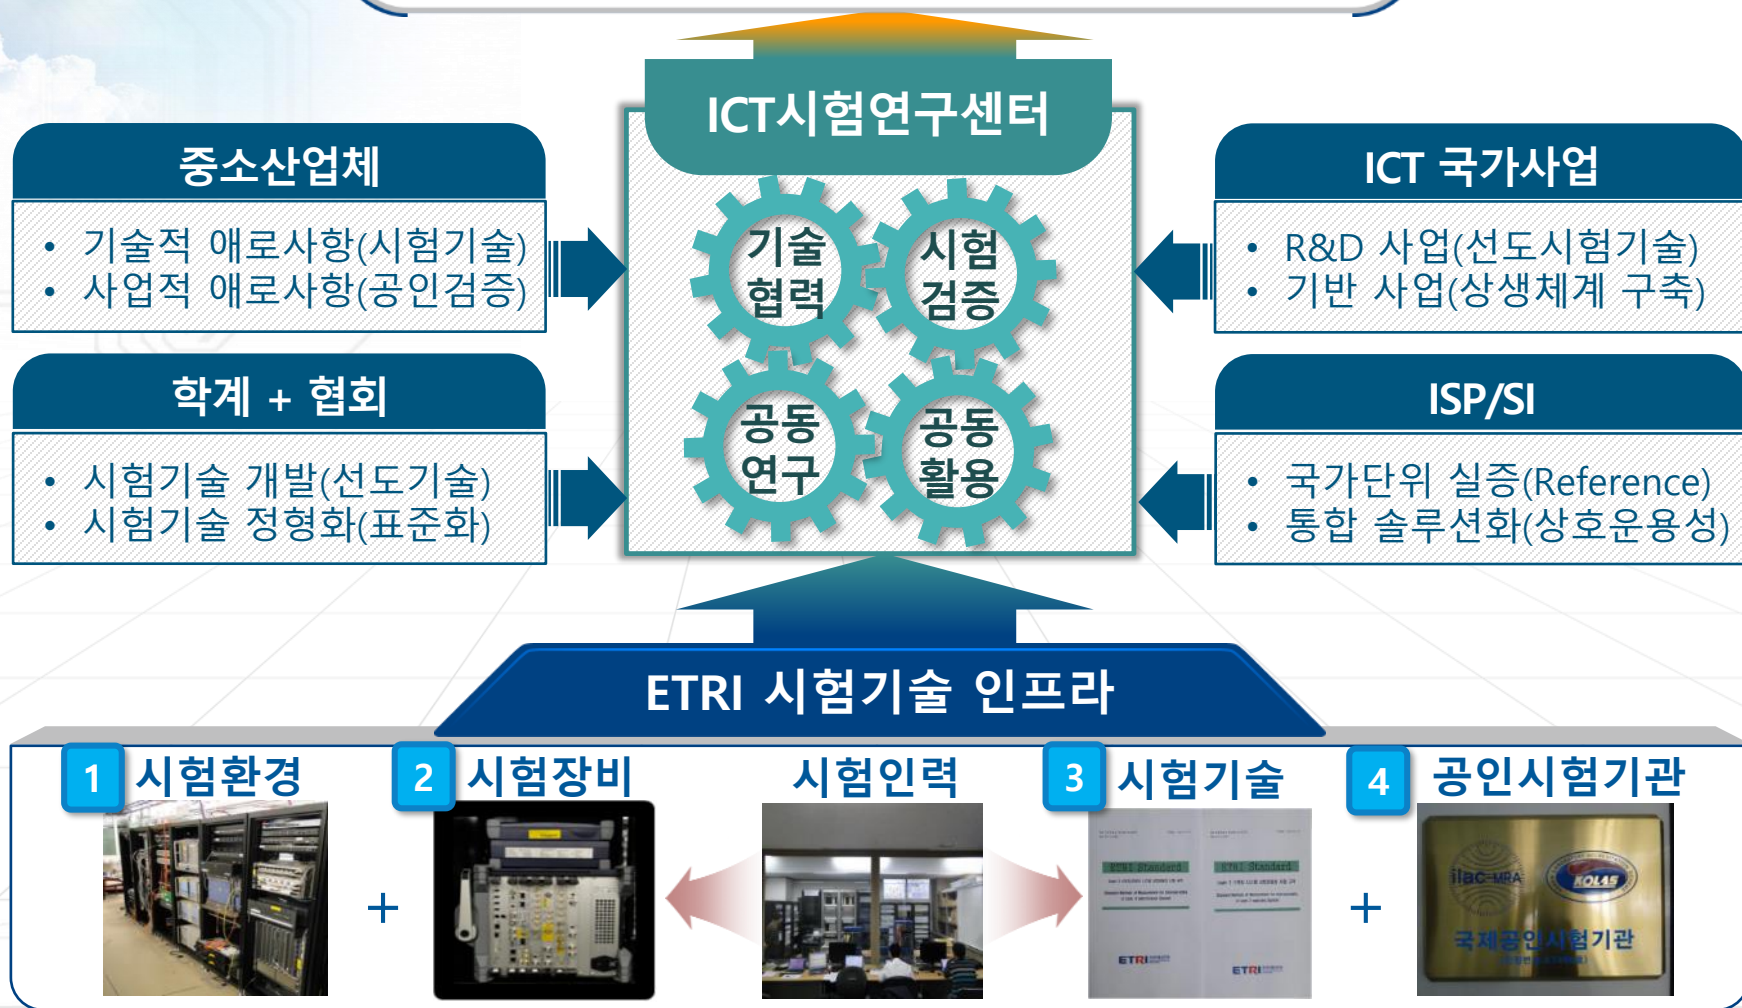 ICT시험연구센터
중소산업체
• 기술적 애로사항(시험기술)
• 사업적 애로사항(공인검증)
학계 + 협회
• 시험기술 개발(선도기술)
• 시험기술 정형화(표준화)
기술
협력
시험
검증
공동
연구
공동
활용
ICT 국가사업
• R&D 사업(선도시험기술)
• 기반 사업(상생체계 구축)
ISP/SI
• 국가단위 실증(Reference)
• 통합 솔루션화(상호운용성)
ETRI 시험기술 인프라
1 시험환경
+
2 시험장비
시험인력
3 시험기술
ETRI Standard
ETRI
ETRI Standard
ETRI
+
4 공인시험기관
ilac-MRA
KOLAS
국제공인시험기관